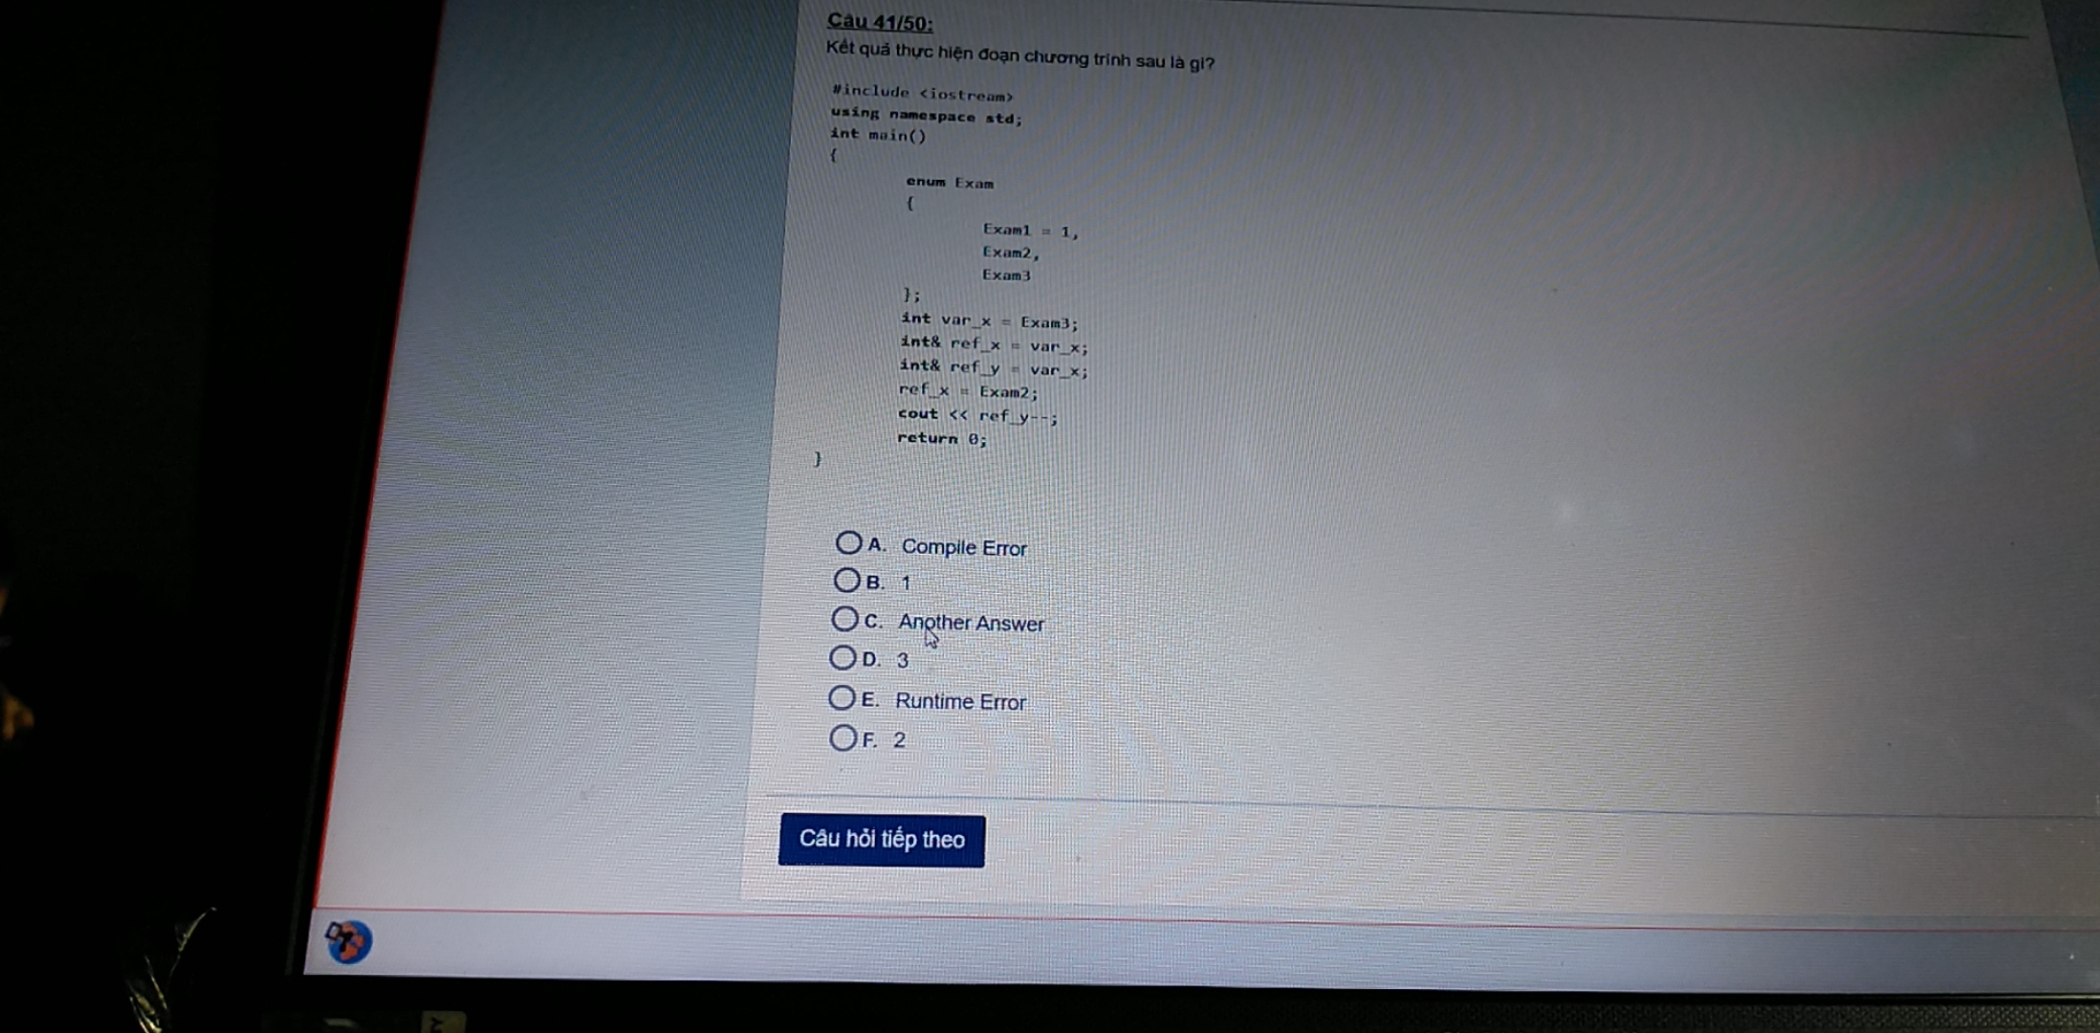 Câu 41/50:
Kết quả thực hiện đoạn chương trình sau là gì?
#include <iostream>
using namespace std;
int main()
{
enum Exam
{
Exam1 = 1,
Exam2,
Exam3
};
int var_x = Exam3;
int& ref_x = var_x;
int& ref_y = var_x;
ref_x = Exam2;
cout << ref_y--;
return 0;
}
A. Compile Error
B. 1
C. Another Answer
D. 3
E. Runtime Error
F. 2
Câu hỏi tiếp theo